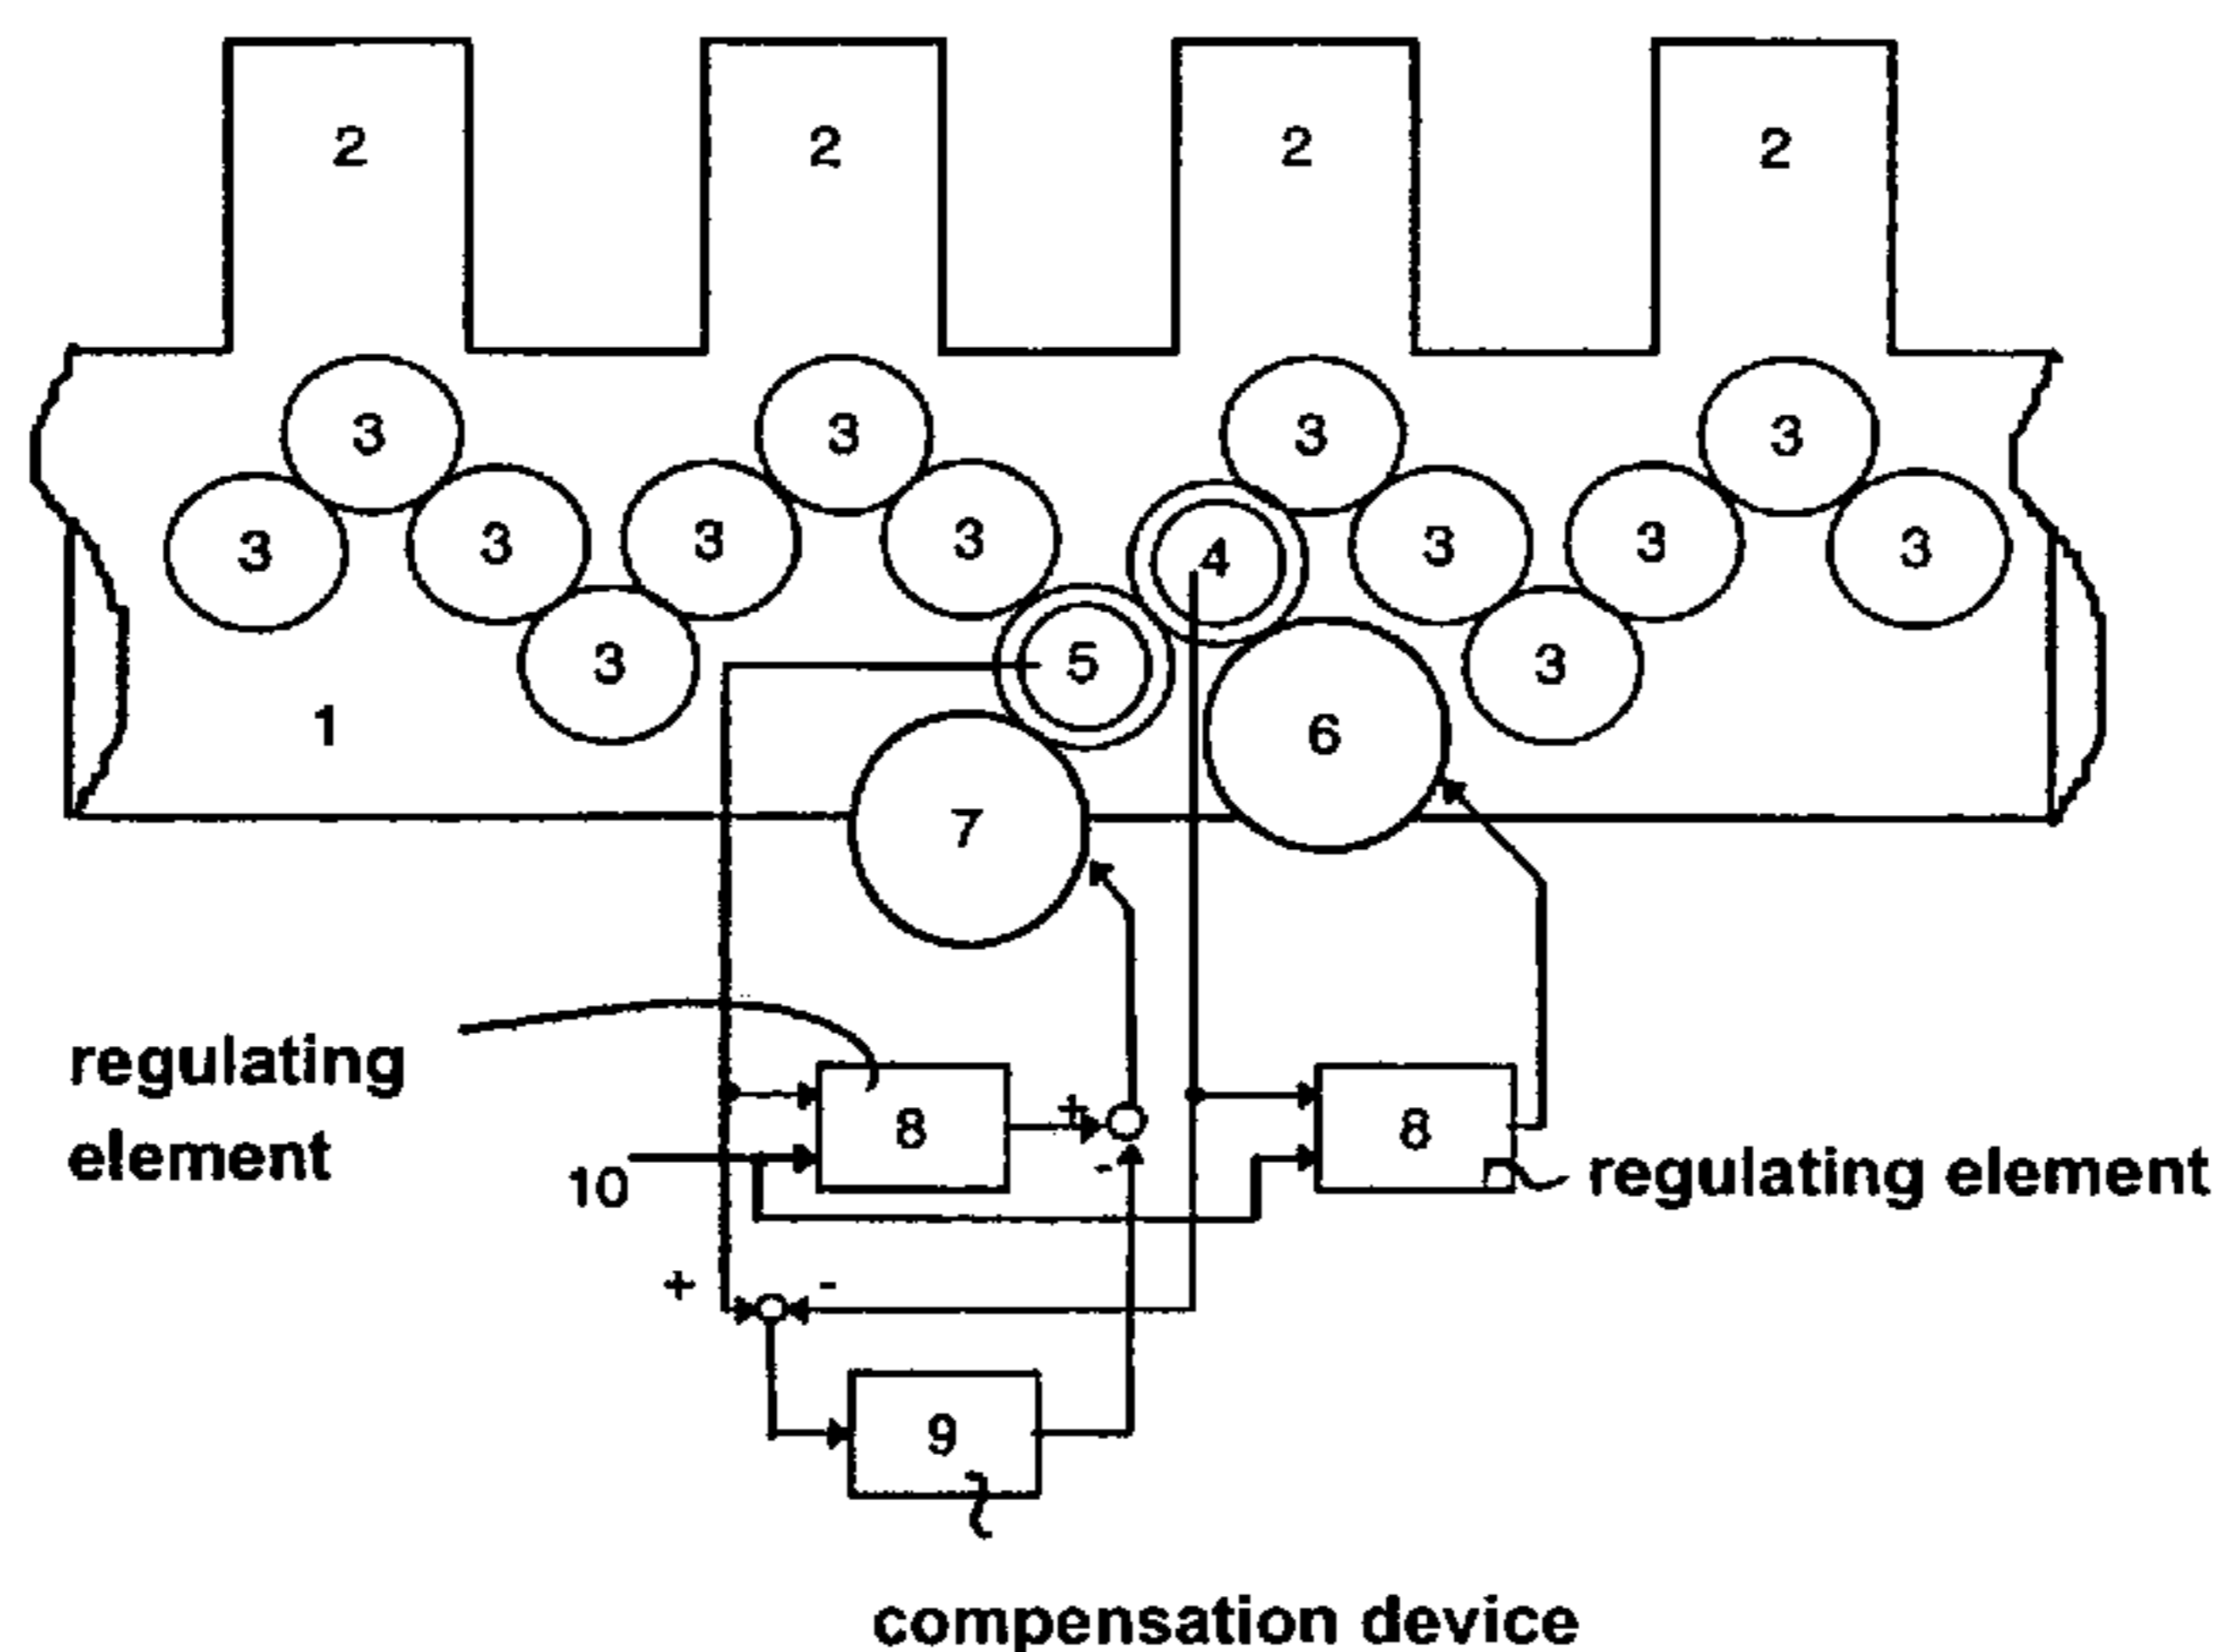 2 2 2 2
3 3 3 3
3 3 3 3 4 3 3 3
3 5 3
1 6
7
regulating
element
8 + 8
10 - regulating element
+ -
9
compensation device